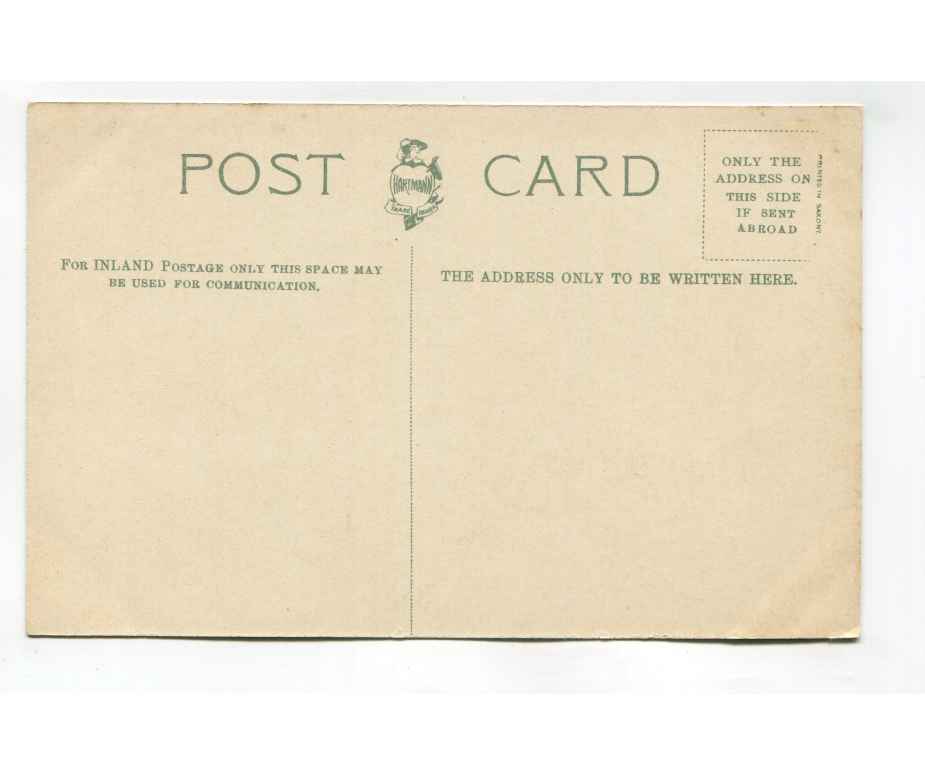 POST CARD
HARTMANN
TRADE MARK
ONLY THE
ADDRESS ON
THIS SIDE
IF SENT
ABROAD
PRINTED IN SAXONY.
FOR INLAND POSTAGE ONLY THIS SPACE MAY
BE USED FOR COMMUNICATION.
THE ADDRESS ONLY TO BE WRITTEN HERE.